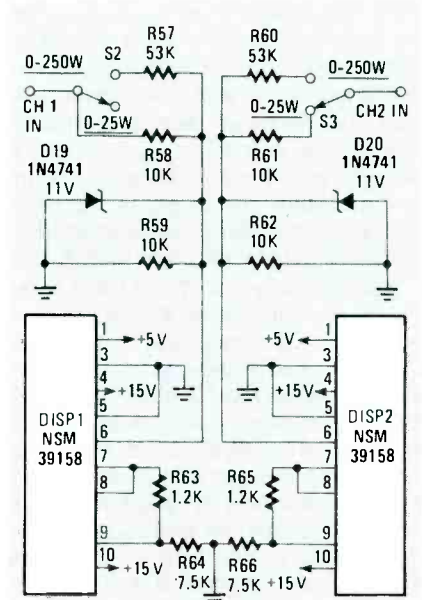 R57
53K
R60
53K
0-250W
S2
0-250W
CH 1
IN
0-25W
0-25W
S3
CH2 IN
D19
1N4741
11V
R58
10K
R61
10K
D20
1N4741
11V
R59
10K
R62
10K
1
+5V
3
4
+15V
5
6
7
8
9
10
+15V
DISP1
NSM
39158
R63
1.2K
R64
7.5K
R65
1.2K
R66
7.5K
1
+5V
3
4
+15V
5
6
7
8
9
10
+15V
DISP2
NSM
39158